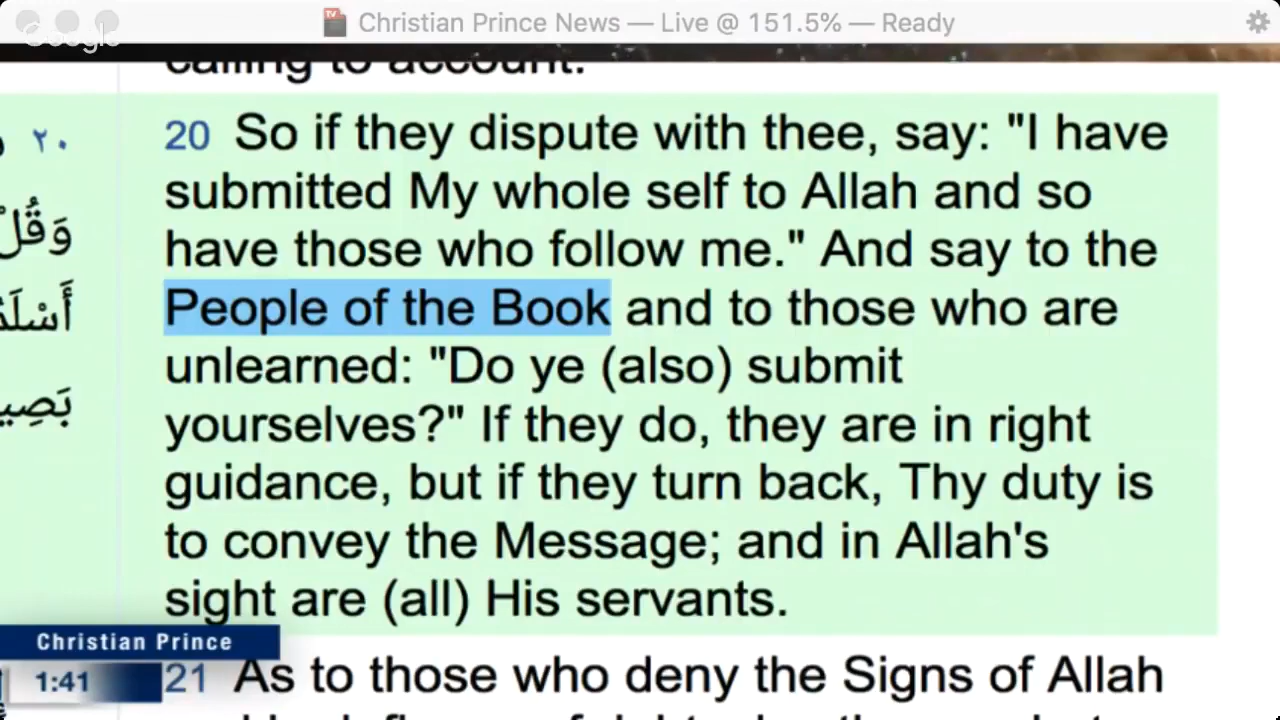 Christian Prince News — Live @ 151.5% — Ready
Google
calling to account.
20 So if they dispute with thee, say: "I have
submitted My whole self to Allah and so
have those who follow me." And say to the
People of the Book and to those who are
unlearned: "Do ye (also) submit
yourselves?" If they do, they are in right
guidance, but if they turn back, Thy duty is
to convey the Message; and in Allah's
sight are (all) His servants.
21 As to those who deny the Signs of Allah
٢٠
وَقُلْ
Christian Prince
1:41